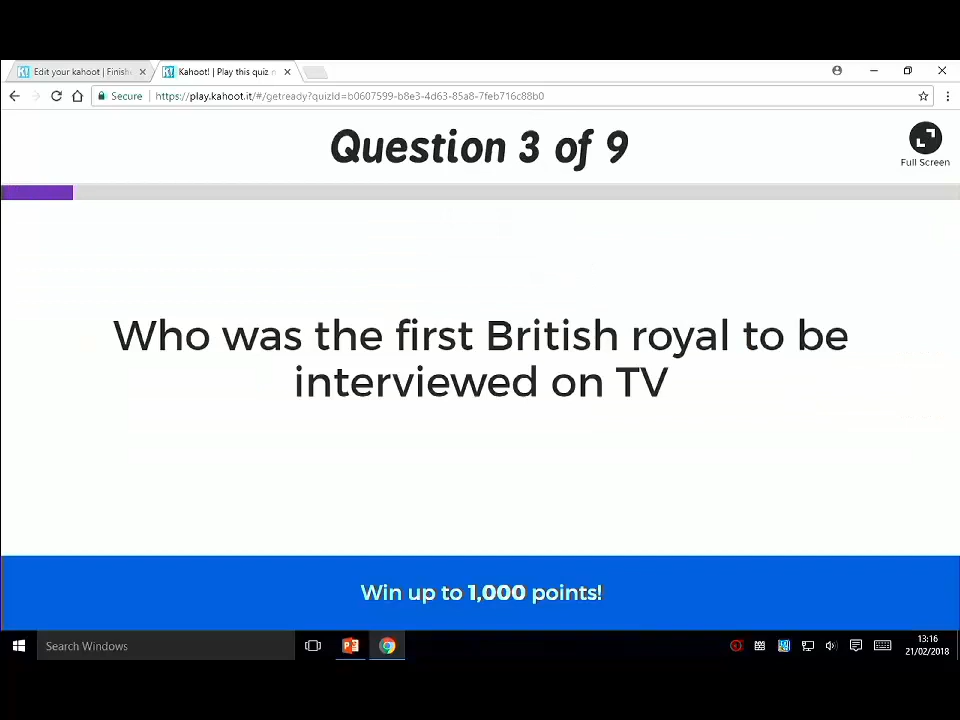 Edit your kahoot | Finish
Kahoot! | Play this quiz
Secure
https://play.kahoot.it/#/getready?quizId=b0607599-b8e3-4d63-85a8-7feb716c88b0
Question 3 of 9
Full Screen
Who was the first British royal to be
interviewed on TV
Win up to 1,000 points!
Search Windows
13:16
21/02/2018